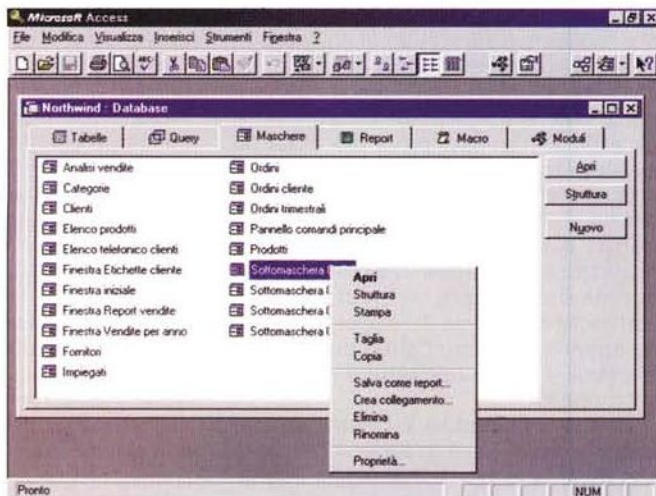 Microsoft Access
File Modifica Visualizza Inserisci Strumenti Finestra ?
Northwind : Database
Tabelle Query Maschere Report Macro Moduli
Analisi vendite
Categorie
Clienti
Elenco prodotti
Elenco telefonico clienti
Finestra Etichette cliente
Finestra iniziale
Finestra Report vendite
Finestra Vendite per anno
Fornitori
Impiegati
Ordini
Ordini cliente
Ordini trimestrali
Pannello comandi principale
Prodotti
Sottomaschera
Sottomaschera
Sottomaschera
Sottomaschera
Apri
Struttura
Nuovo
Apri
Struttura
Stampa
Taglia
Copia
Salva come report...
Crea collegamento...
Elimina
Rinomina
Proprietà...
Pronto
NUM